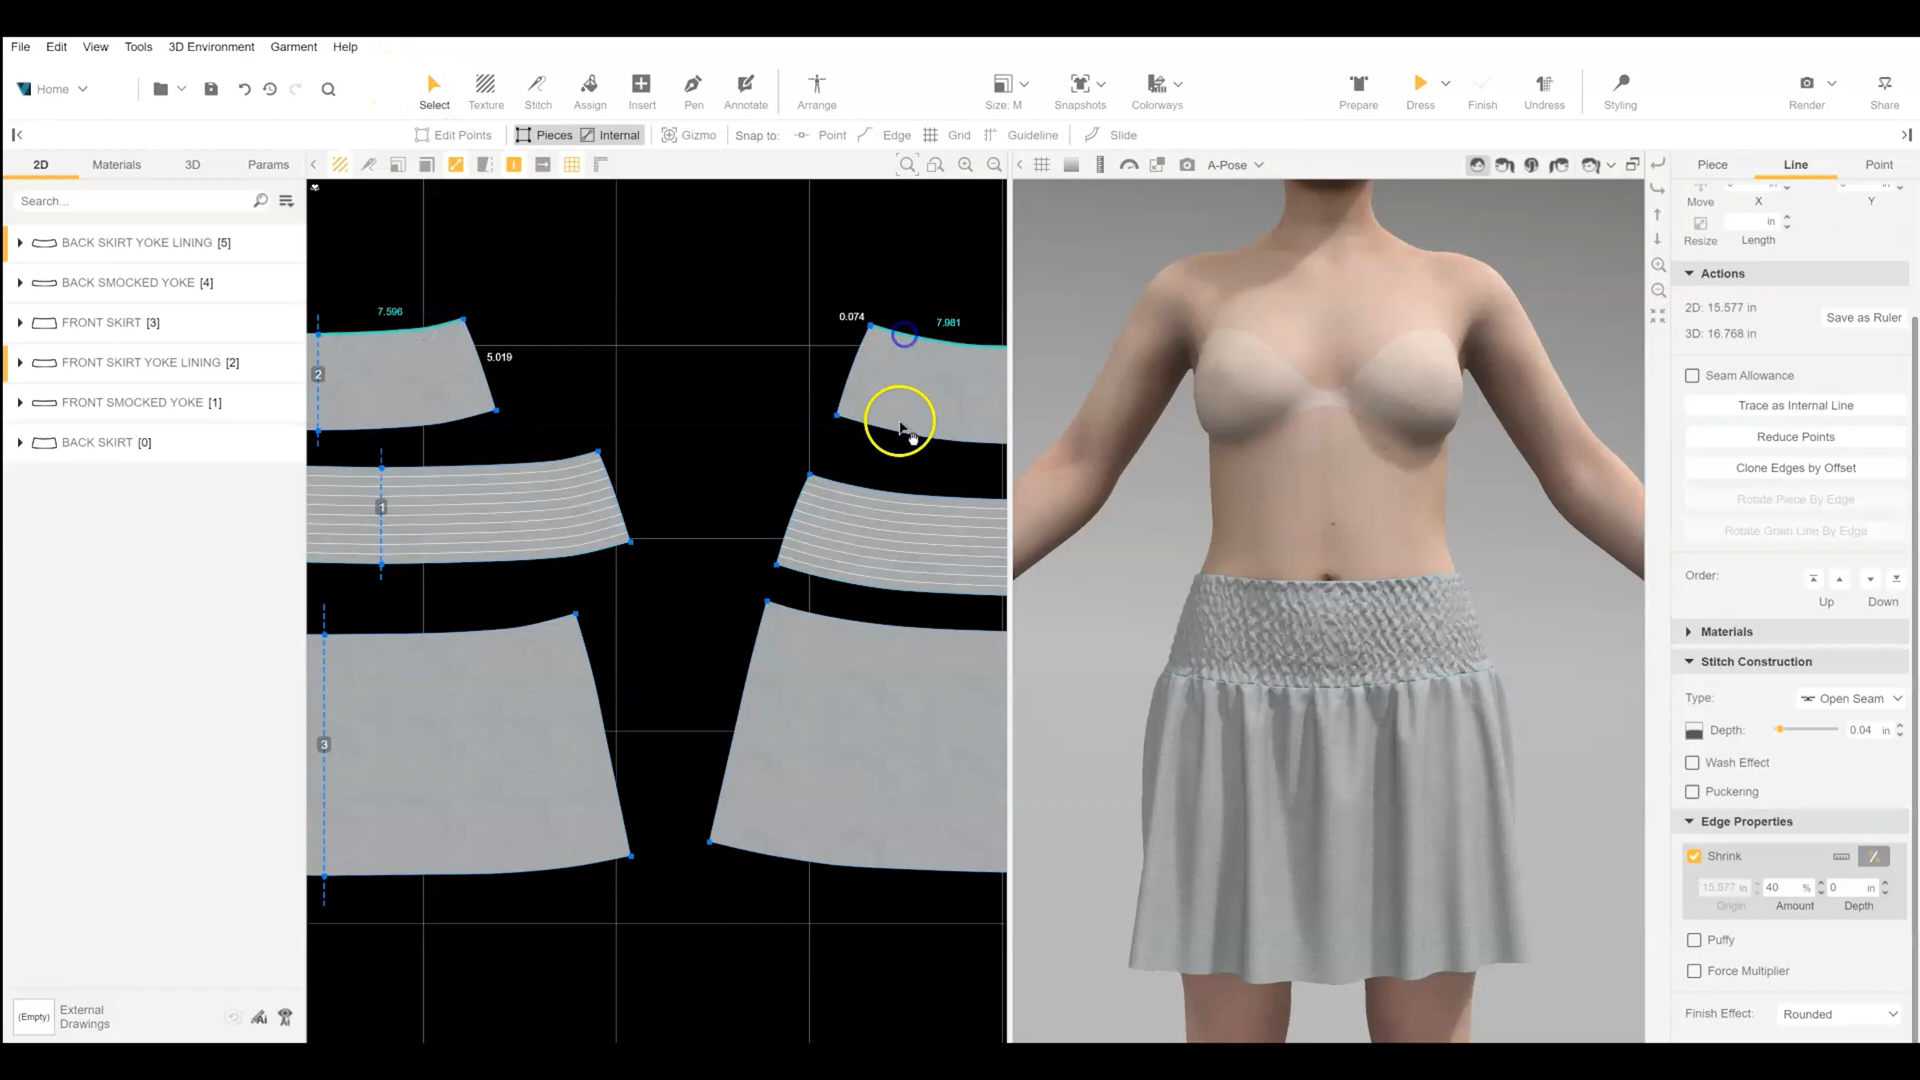 File Edit View Tools 3D Environment Garment Help
Home
Select Texture Stitch Assign Insert Pen Annotate Arrange Size: M Snapshots Colorways Prepare Dress Finish Undress Styling Render Share
Edit Points Pieces Internal Gizmo Snap to: Point Edge Grid Guideline Slide
2D Materials 3D Params
A-Pose
Piece Line Point
Search...
Move X Y
in
Resize Length
BACK SKIRT YOKE LINING [5]
BACK SMOCKED YOKE [4]
FRONT SKIRT [3]
FRONT SKIRT YOKE LINING [2]
FRONT SMOCKED YOKE [1]
BACK SKIRT [0]
7.596
5.019
2
0.074
7.981
1
3
Actions
2D: 15.577 in
3D: 16.768 in
Save as Ruler
Seam Allowance
Trace as Internal Line
Reduce Points
Clone Edges by Offset
Rotate Piece By Edge
Rotate Grain Line By Edge
Order:
Up Down
Materials
Stitch Construction
Type: Open Seam
Depth: 0.04 in
Wash Effect
Puckering
Edge Properties
Shrink
15.577 in 40 % 0 in
Origin Amount Depth
Puffy
Force Multiplier
Finish Effect: Rounded
(Empty)
External
Drawings